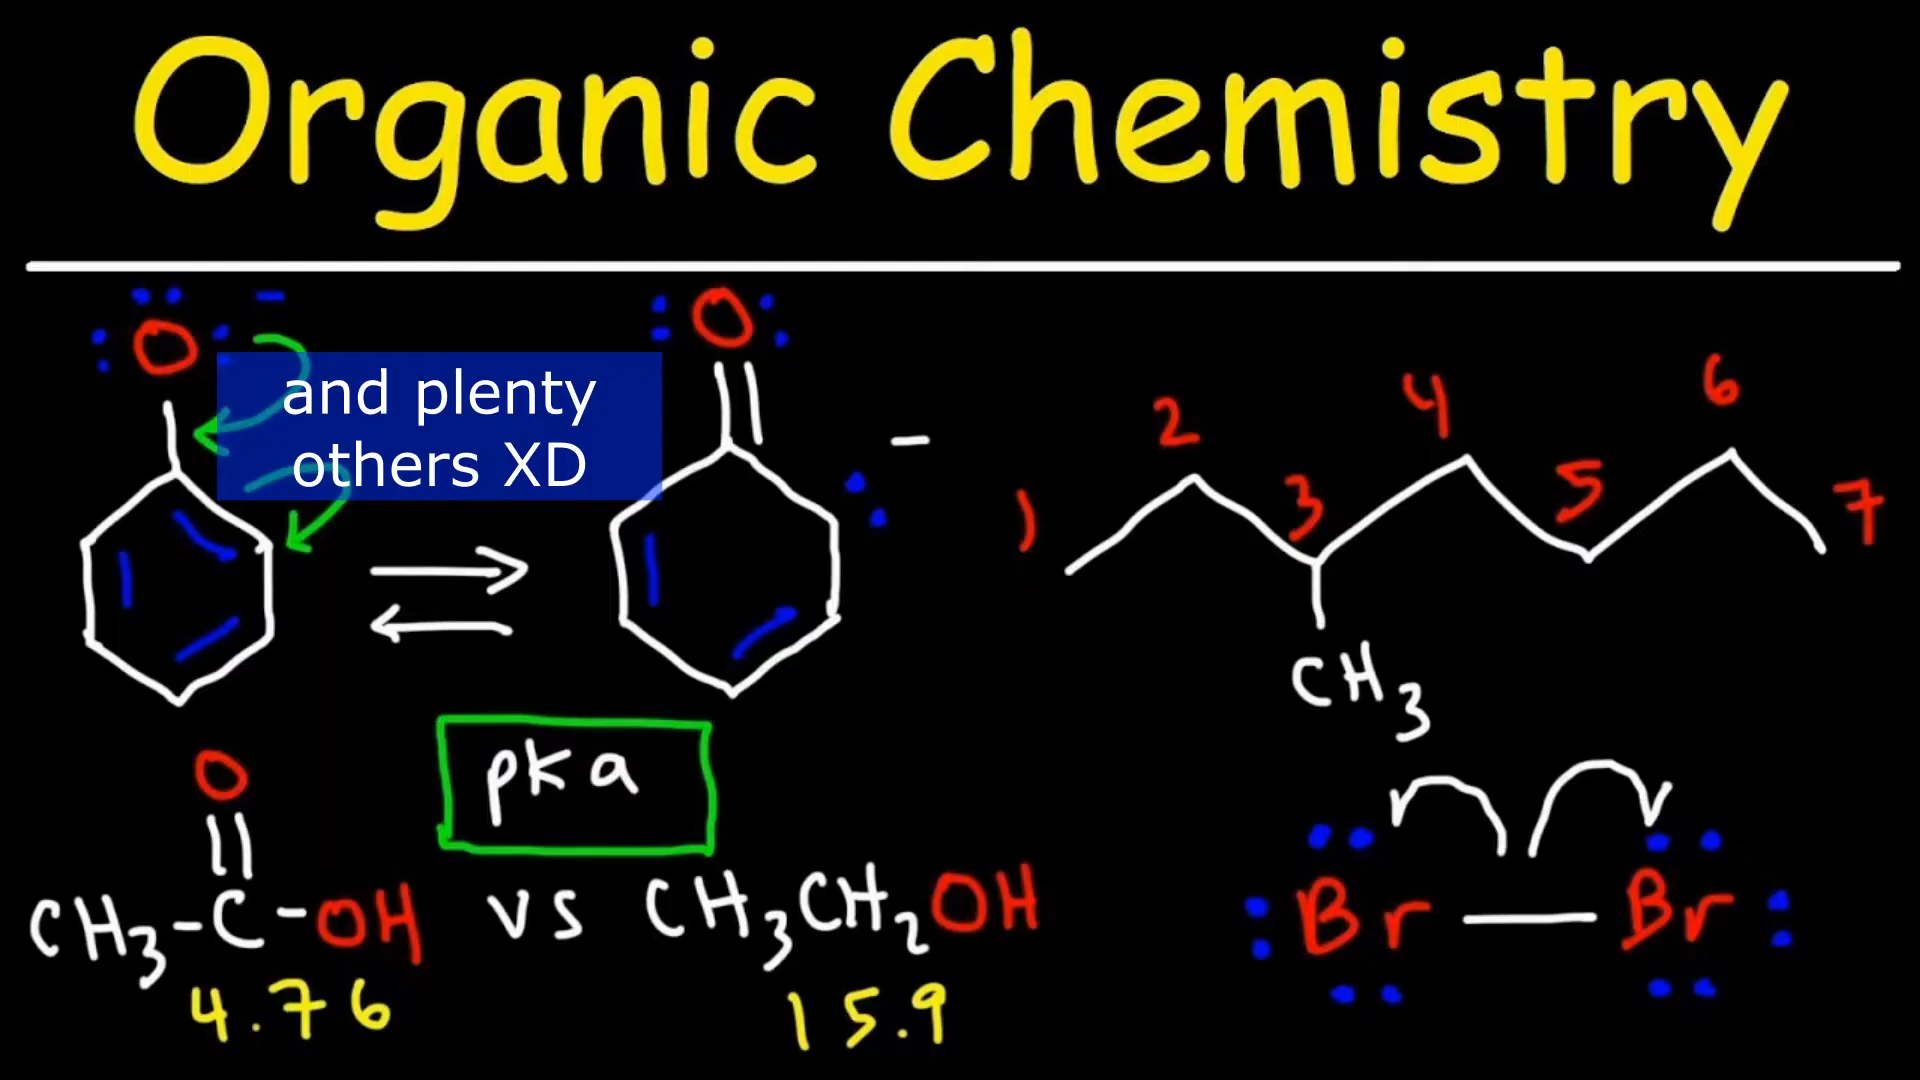 Organic Chemistry
O -
O
and plenty
others XD
-
1 2 3 4 5 6 7
CH3
pka
O
CH3-C-OH vs CH3CH2OH
4.76 15.9
Br — Br